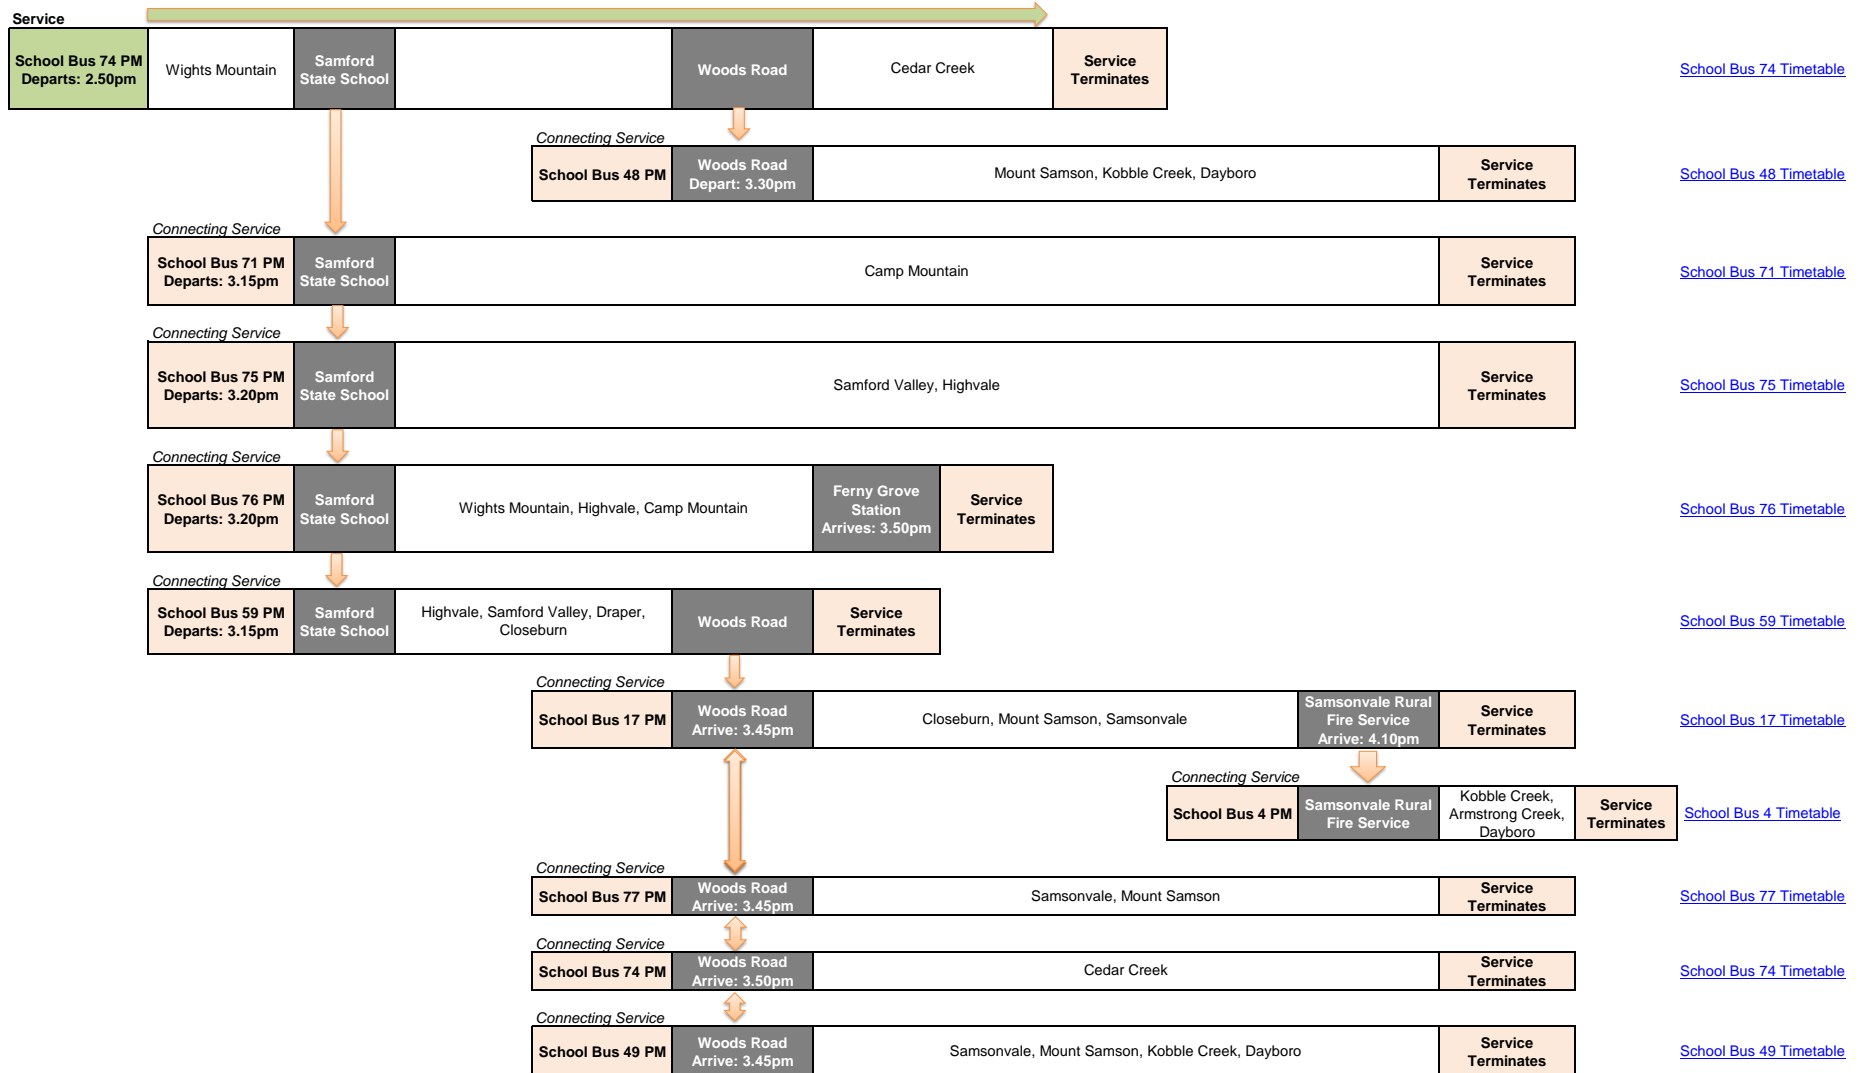 Service
School Bus 74 PM
Departs: 2.50pm
Wights Mountain
Samford
State School
Woods Road
Cedar Creek
Service
Terminates
School Bus 74 Timetable
Connecting Service
School Bus 48 PM
Woods Road
Depart: 3.30pm
Mount Samson, Kobble Creek, Dayboro
Service
Terminates
School Bus 48 Timetable
Connecting Service
School Bus 71 PM
Departs: 3.15pm
Samford
State School
Camp Mountain
Service
Terminates
School Bus 71 Timetable
Connecting Service
School Bus 75 PM
Departs: 3.20pm
Samford
State School
Samford Valley, Highvale
Service
Terminates
School Bus 75 Timetable
Connecting Service
School Bus 76 PM
Departs: 3.20pm
Samford
State School
Wights Mountain, Highvale, Camp Mountain
Ferny Grove
Station
Arrives: 3.50pm
Service
Terminates
School Bus 76 Timetable
Connecting Service
School Bus 59 PM
Departs: 3.15pm
Samford
State School
Highvale, Samford Valley, Draper,
Closeburn
Woods Road
Service
Terminates
School Bus 59 Timetable
Connecting Service
School Bus 17 PM
Woods Road
Arrive: 3.45pm
Closeburn, Mount Samson, Samsonvale
Samsonvale Rural
Fire Service
Arrive: 4.10pm
Service
Terminates
School Bus 17 Timetable
Connecting Service
School Bus 4 PM
Samsonvale Rural
Fire Service
Kobble Creek,
Armstrong Creek,
Dayboro
Service
Terminates
School Bus 4 Timetable
Connecting Service
School Bus 77 PM
Woods Road
Arrive: 3.45pm
Samsonvale, Mount Samson
Service
Terminates
School Bus 77 Timetable
Connecting Service
School Bus 74 PM
Woods Road
Arrive: 3.50pm
Cedar Creek
Service
Terminates
School Bus 74 Timetable
Connecting Service
School Bus 49 PM
Woods Road
Arrive: 3.45pm
Samsonvale, Mount Samson, Kobble Creek, Dayboro
Service
Terminates
School Bus 49 Timetable